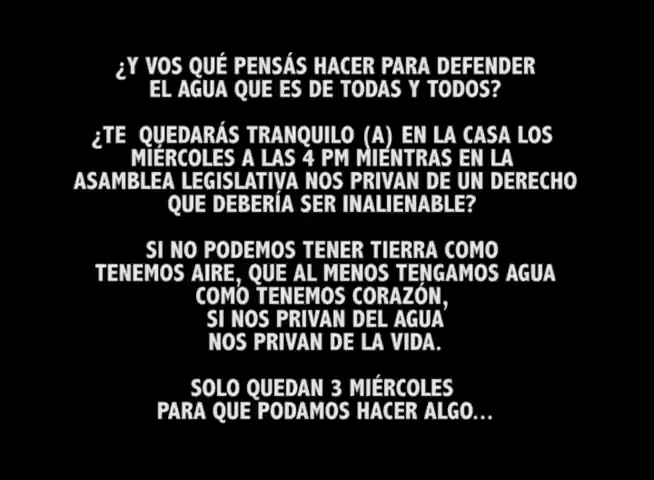 ¿Y VOS QUÉ PENSÁS HACER PARA DEFENDER
EL AGUA QUE ES DE TODAS Y TODOS?
¿TE QUEDARÁS TRANQUILO (A) EN LA CASA LOS
MIÉRCOLES A LAS 4 PM MIENTRAS EN LA
ASAMBLEA LEGISLATIVA NOS PRIVAN DE UN DERECHO
QUE DEBERÍA SER INALIENABLE?
SI NO PODEMOS TENER TIERRA COMO
TENEMOS AIRE, QUE AL MENOS TENGAMOS AGUA
COMO TENEMOS CORAZÓN,
SI NOS PRIVAN DEL AGUA
NOS PRIVAN DE LA VIDA.
SOLO QUEDAN 3 MIÉRCOLES
PARA QUE PODAMOS HACER ALGO...